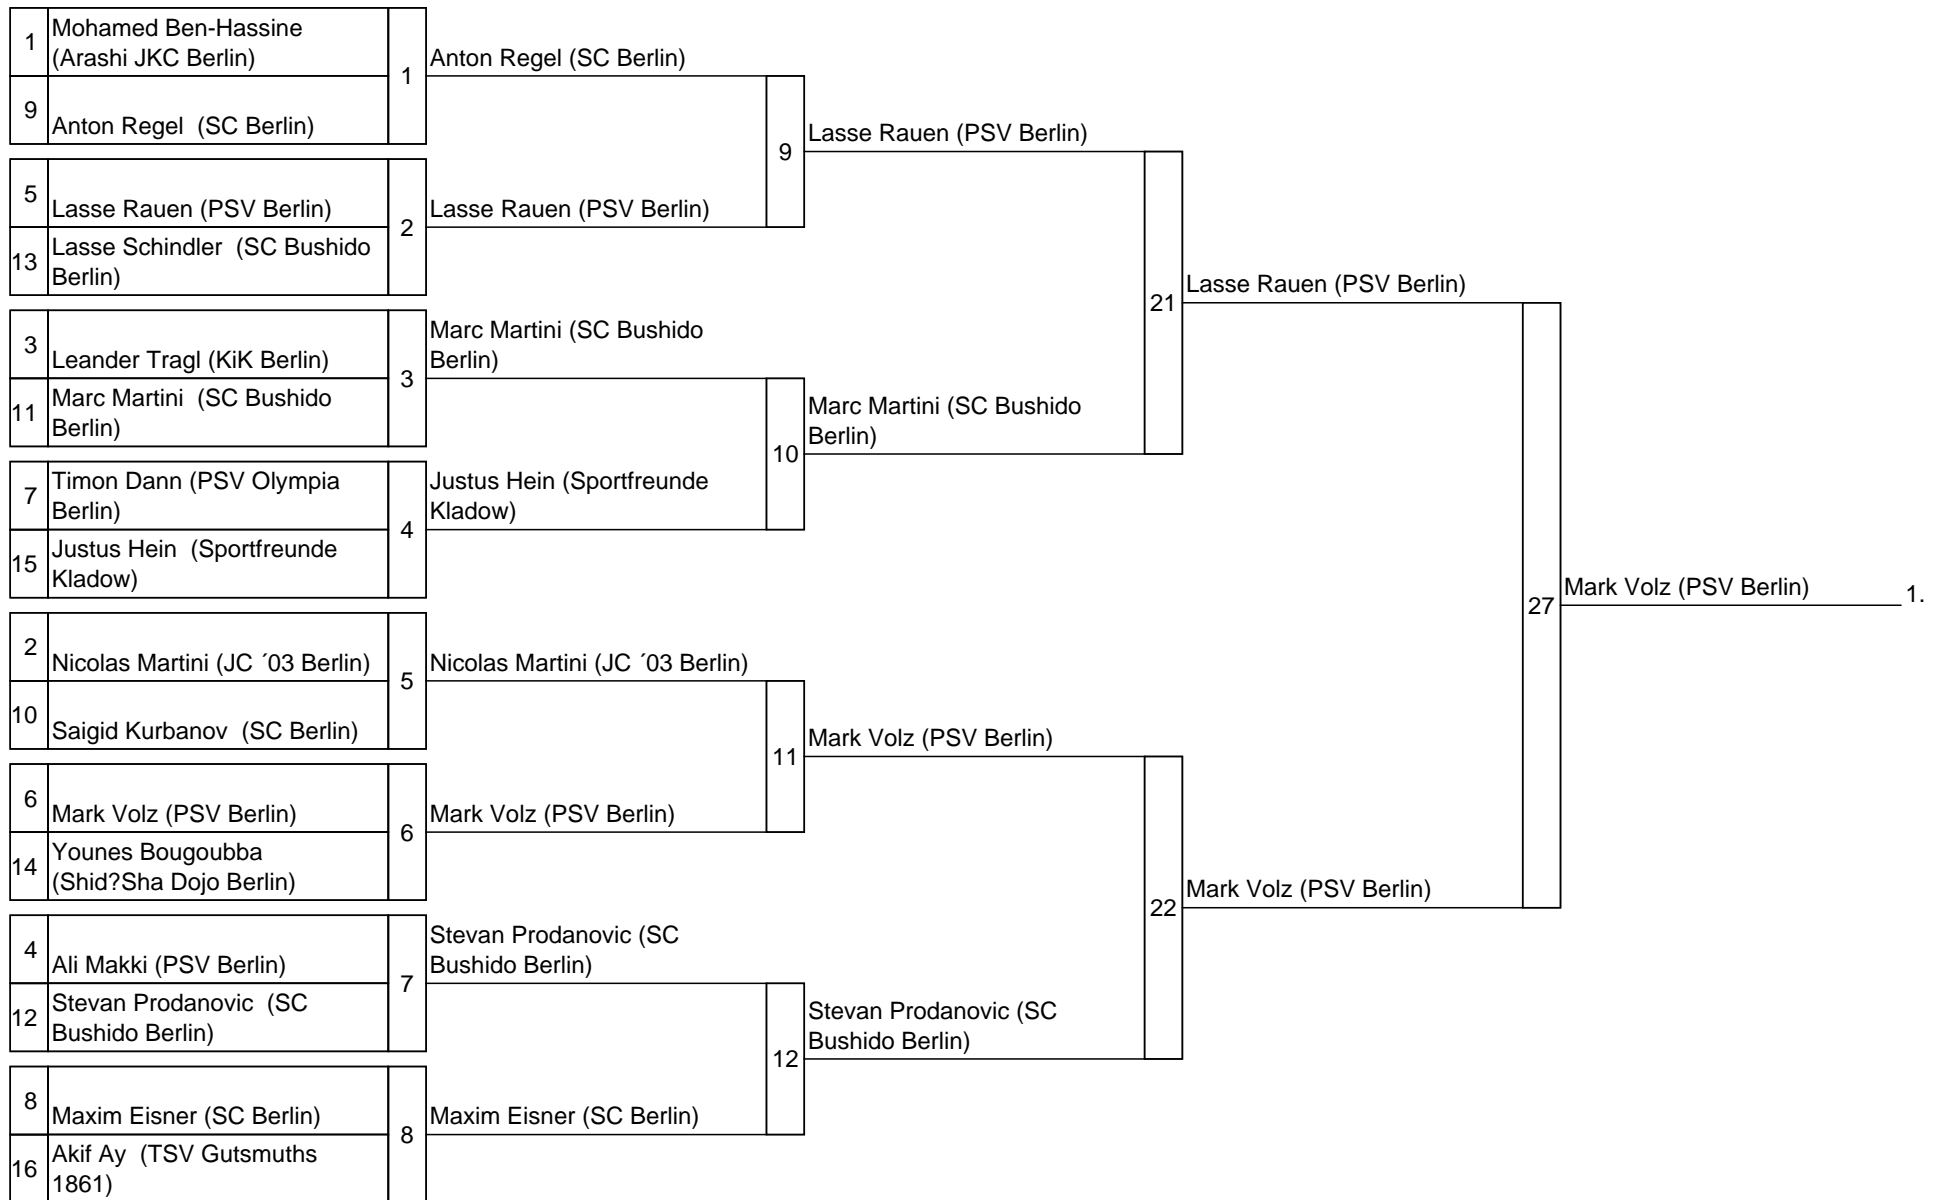 1
Mohamed Ben-Hassine
(Arashi JKC Berlin)
9
Anton Regel  (SC Berlin)
1
Anton Regel (SC Berlin)
5
Lasse Rauen (PSV Berlin)
13
Lasse Schindler  (SC Bushido
Berlin)
2
Lasse Rauen (PSV Berlin)
9
Lasse Rauen (PSV Berlin)
3
Leander Tragl (KiK Berlin)
11
Marc Martini  (SC Bushido
Berlin)
3
Marc Martini (SC Bushido
Berlin)
7
Timon Dann (PSV Olympia
Berlin)
15
Justus Hein  (Sportfreunde
Kladow)
4
Justus Hein (Sportfreunde
Kladow)
10
Marc Martini (SC Bushido
Berlin)
21
Lasse Rauen (PSV Berlin)
2
Nicolas Martini (JC ´03 Berlin)
10
Saigid Kurbanov  (SC Berlin)
5
Nicolas Martini (JC ´03 Berlin)
6
Mark Volz (PSV Berlin)
14
Younes Bougoubba
(Shid?Sha Dojo Berlin)
6
Mark Volz (PSV Berlin)
11
Mark Volz (PSV Berlin)
4
Ali Makki (PSV Berlin)
12
Stevan Prodanovic  (SC
Bushido Berlin)
7
Stevan Prodanovic (SC
Bushido Berlin)
8
Maxim Eisner (SC Berlin)
16
Akif Ay  (TSV Gutsmuths
1861)
8
Maxim Eisner (SC Berlin)
12
Stevan Prodanovic (SC
Bushido Berlin)
22
Mark Volz (PSV Berlin)
27
Mark Volz (PSV Berlin)
1.